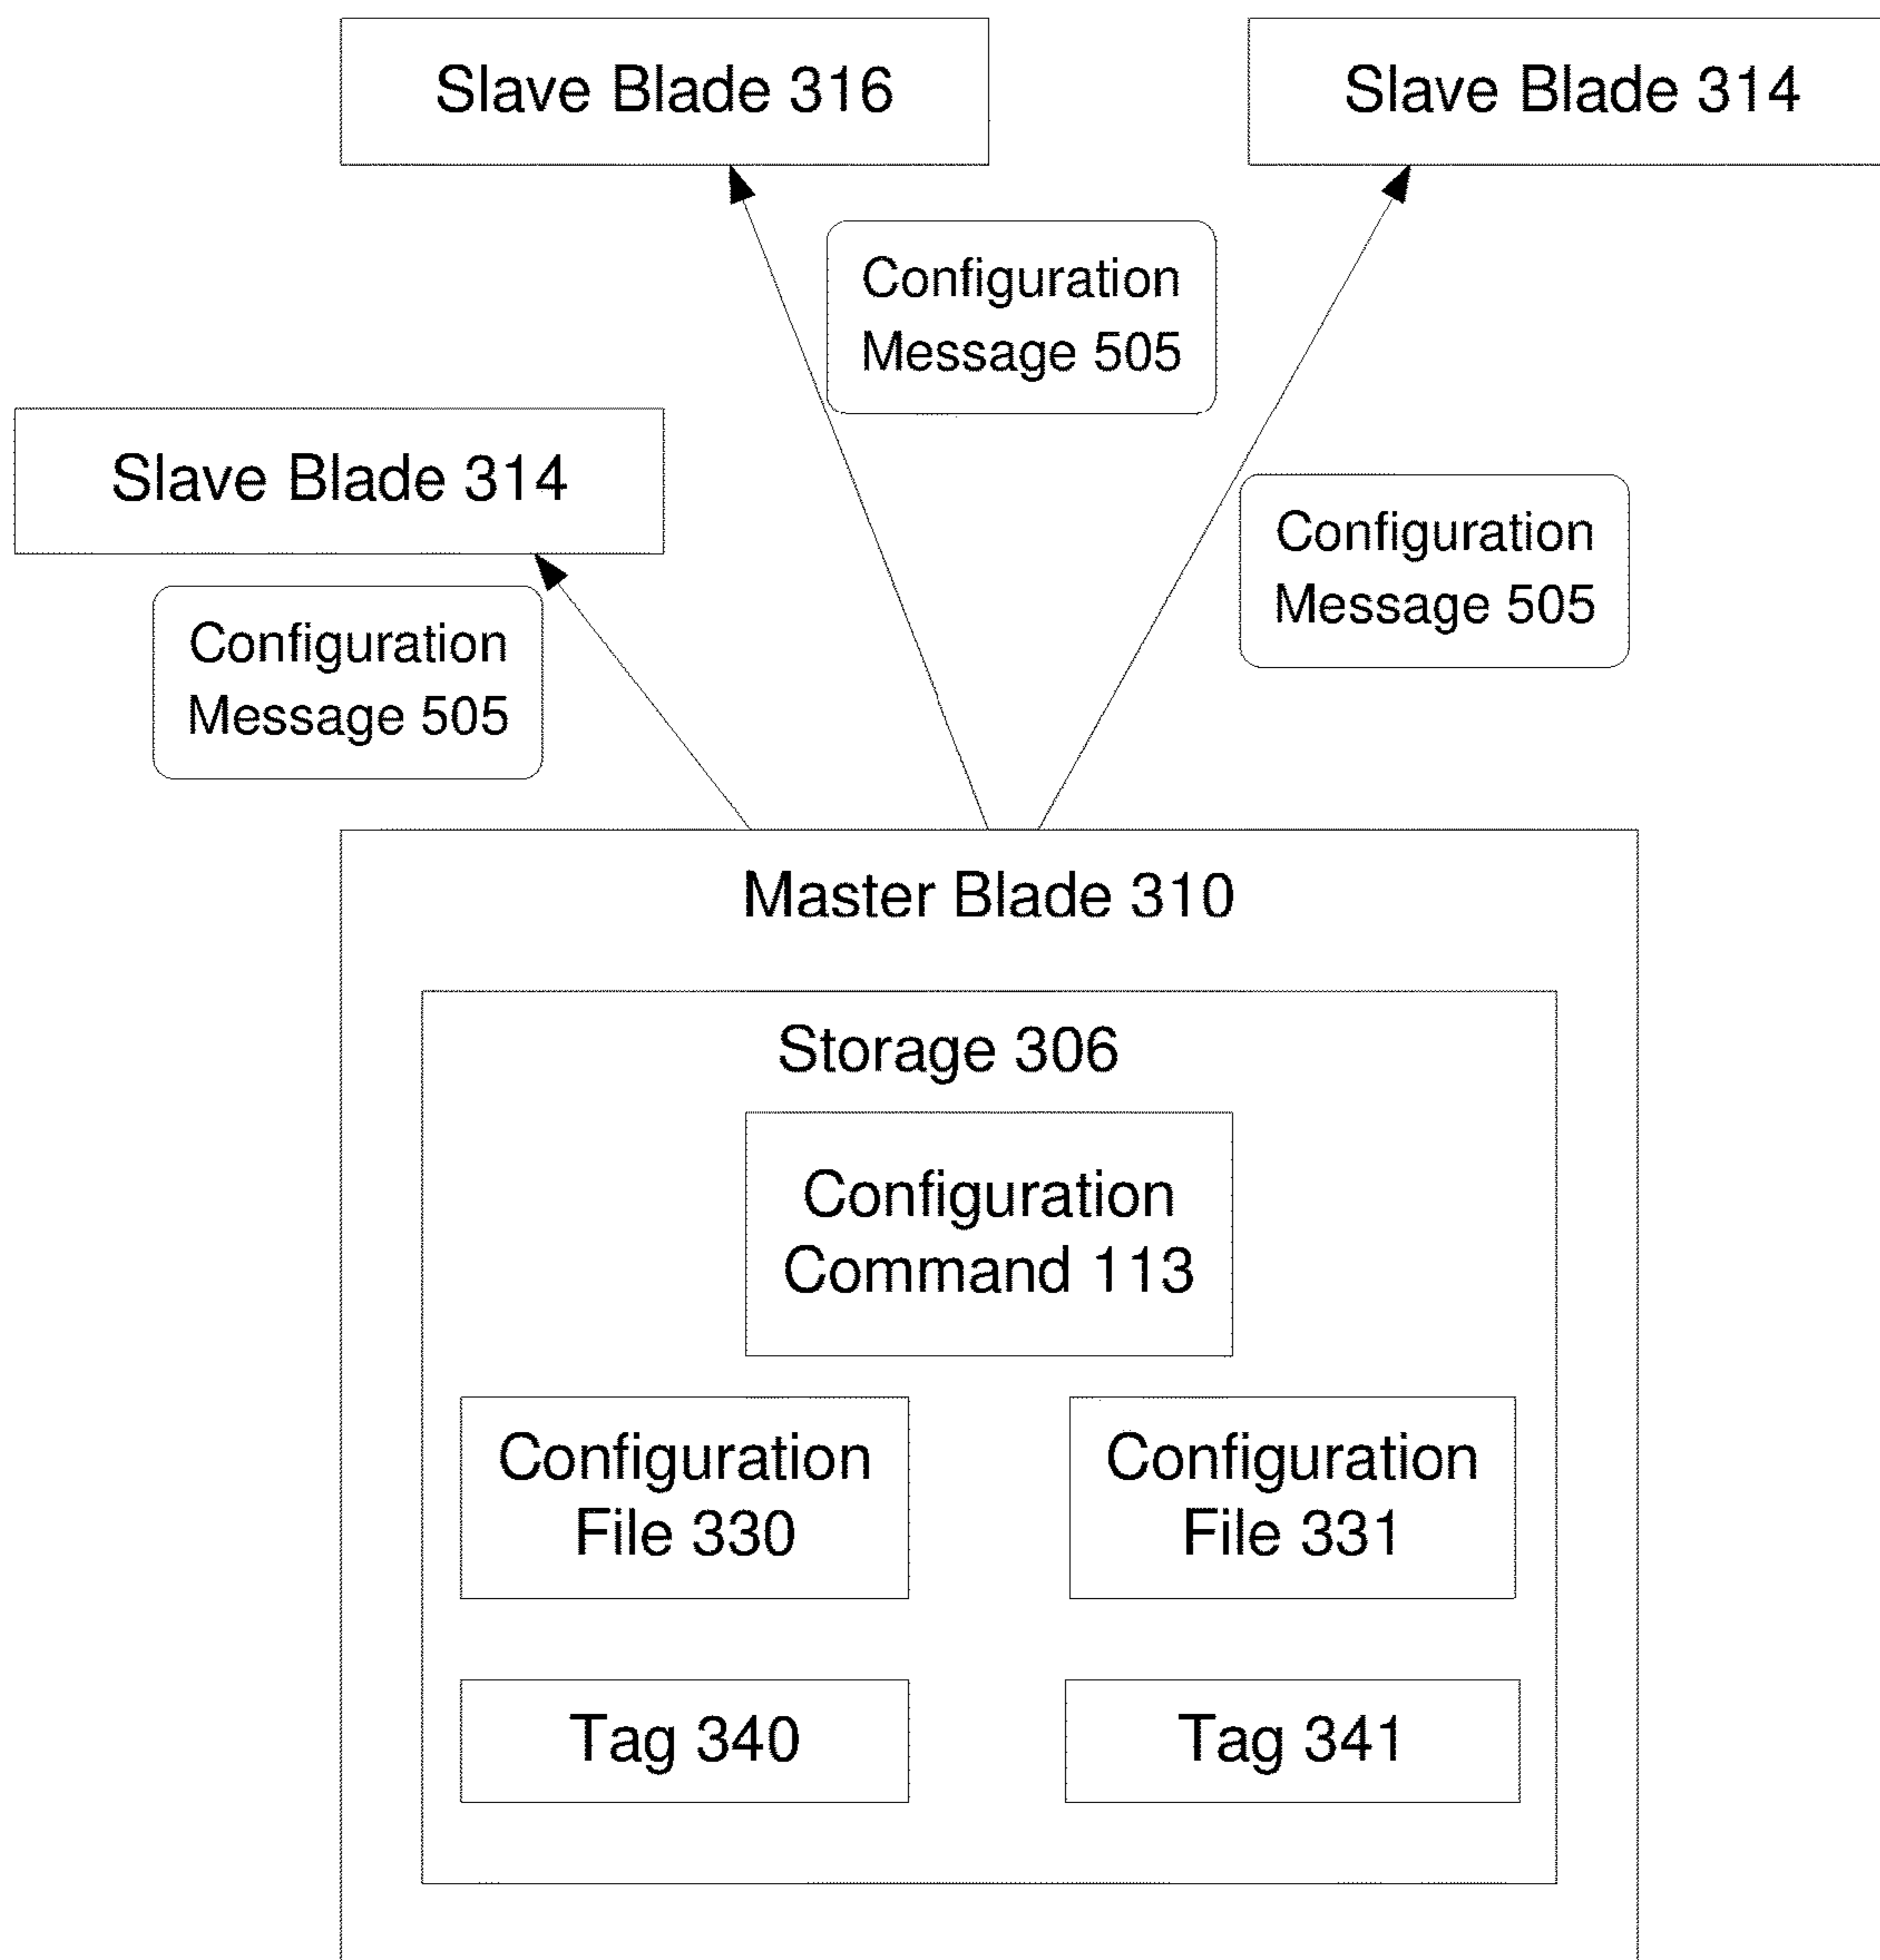 Slave Blade 316
Slave Blade 314
Configuration
Message 505
Slave Blade 314
Configuration
Message 505
Configuration
Message 505
Master Blade 310
Storage 306
Configuration
Command 113
Configuration
File 330
Configuration
File 331
Tag 340
Tag 341